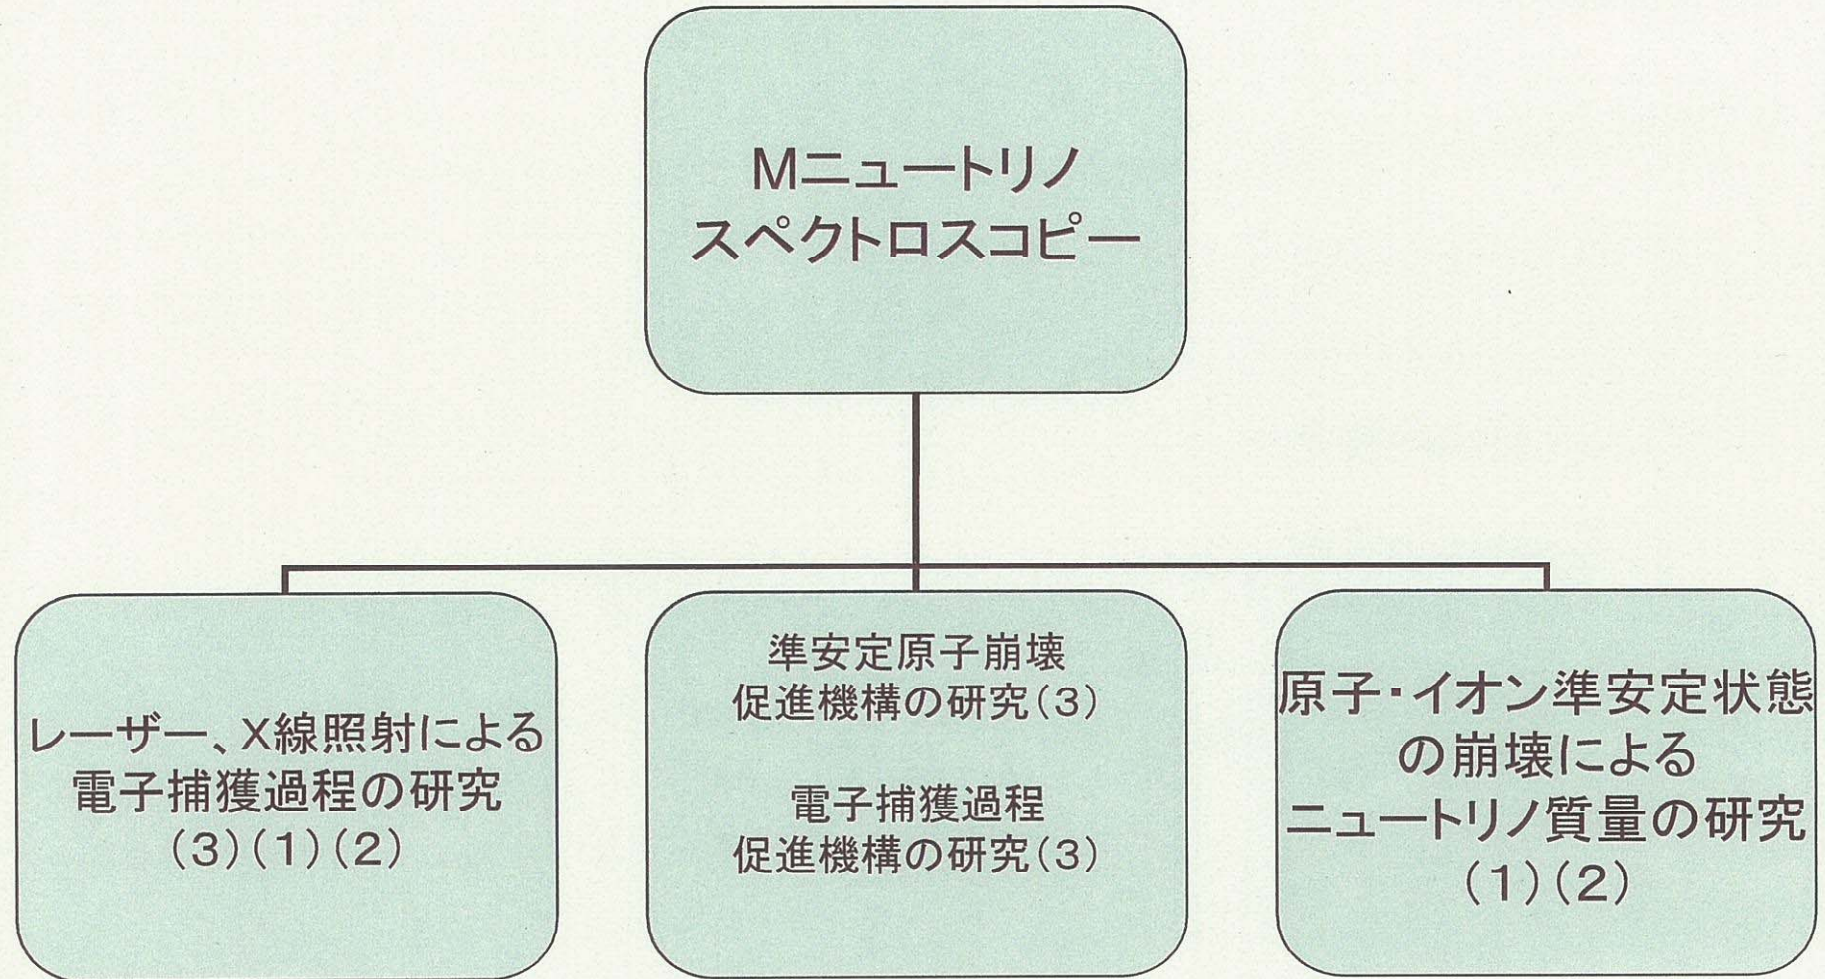 Mニュートリノ
スペクトロスコピー
レーザー、X線照射による
電子捕獲過程の研究
(3)(1)(2)
準安定原子崩壊
促進機構の研究(3)
電子捕獲過程
促進機構の研究(3)
原子・イオン準安定状態
の崩壊による
ニュートリノ質量の研究
(1)(2)